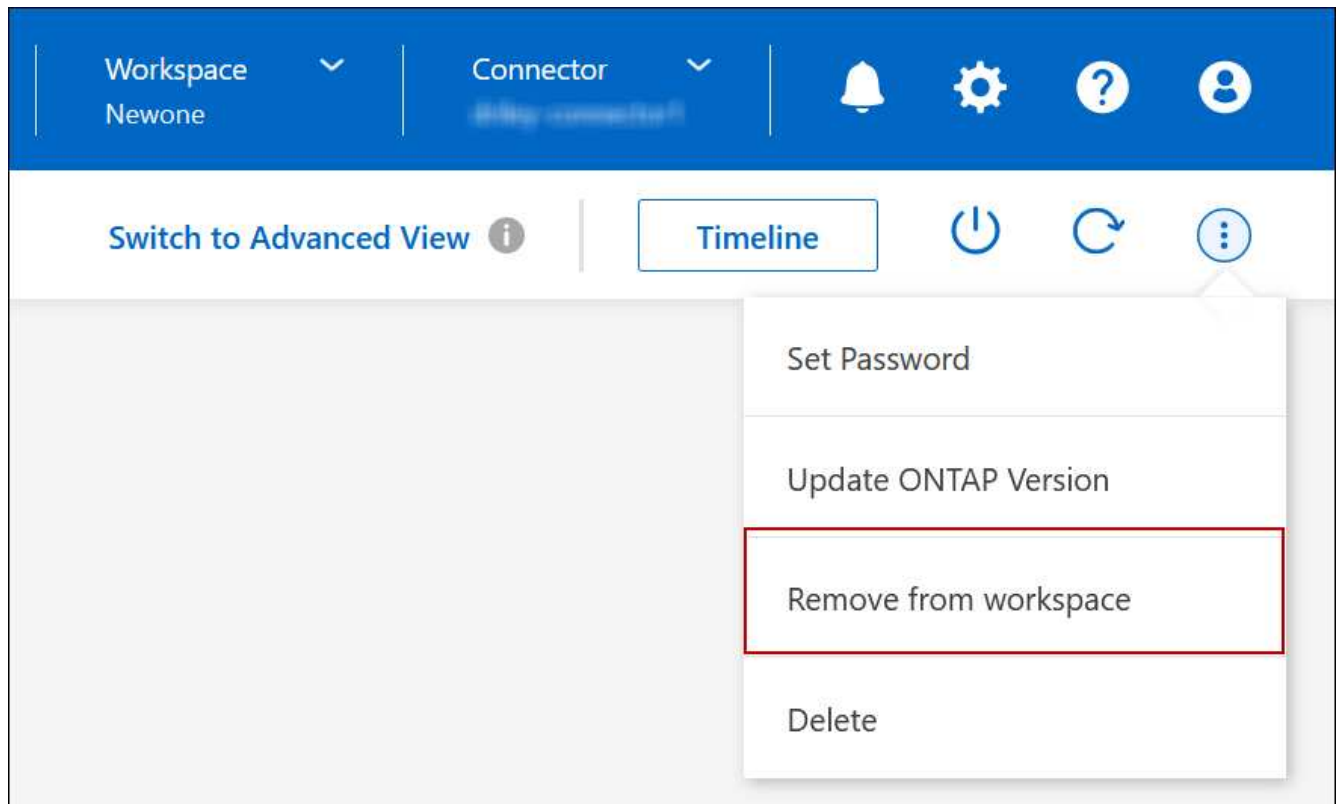 Workspace
Newone
Connector
Switch to Advanced View
Timeline
Set Password
Update ONTAP Version
Remove from workspace
Delete